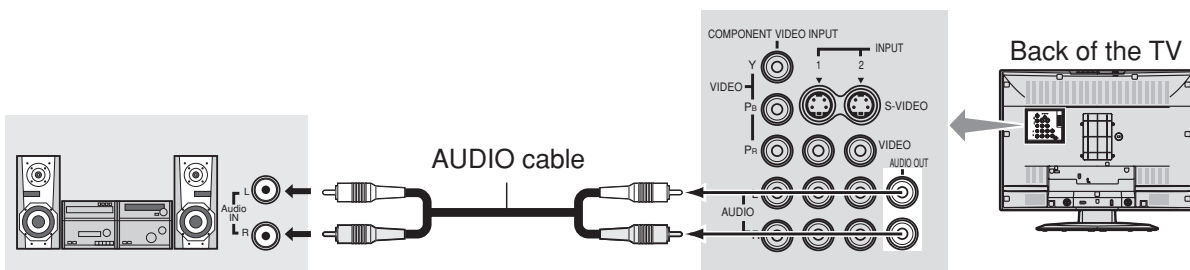 COMPONENT VIDEO INPUT
INPUT
Y
1
2
VIDEO
PB
S-VIDEO
PR
VIDEO
AUDIO OUT
L
AUDIO
R
Back of the TV
AUDIO cable
L
Audio
IN
R